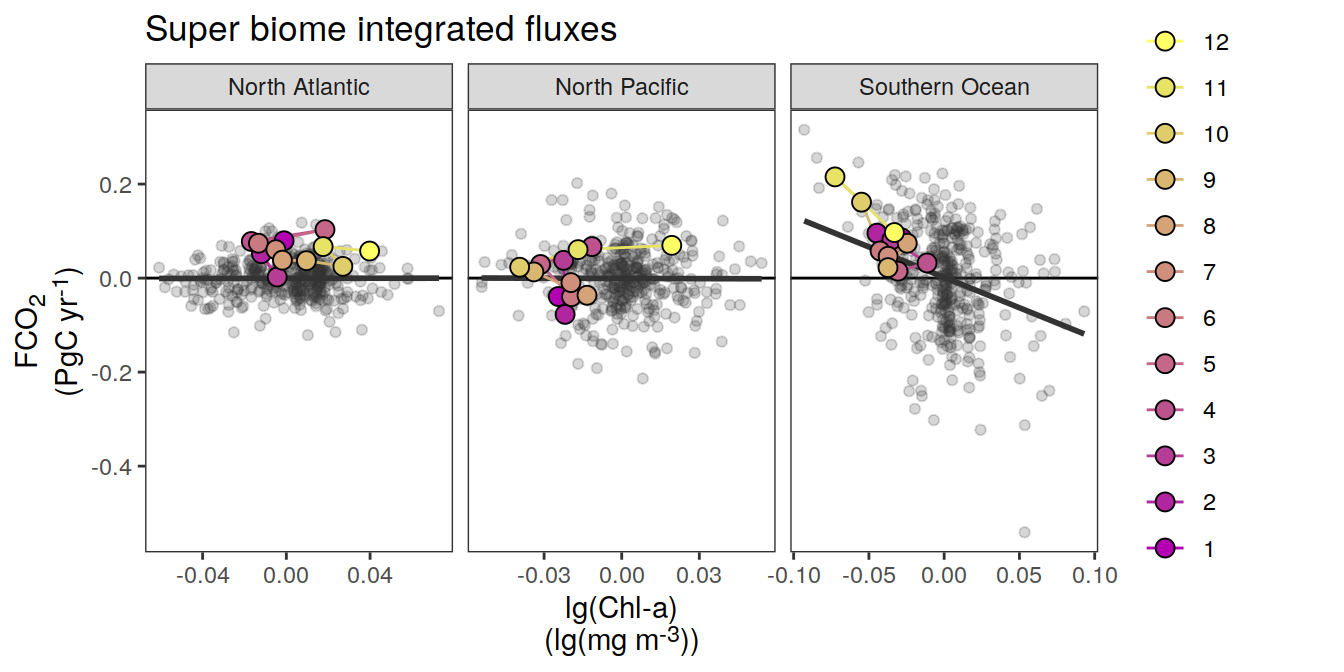 Super biome integrated fluxes
North Atlantic
North Pacific
Southern Ocean
FCO2
(PgC yr-1)
0.2
0.0
-0.2
-0.4
-0.04 0.00 0.04
-0.03 0.00 0.03
-0.10 -0.05 0.00 0.05 0.10
lg(Chl-a)
(lg(mg m-3))
12
11
10
9
8
7
6
5
4
3
2
1